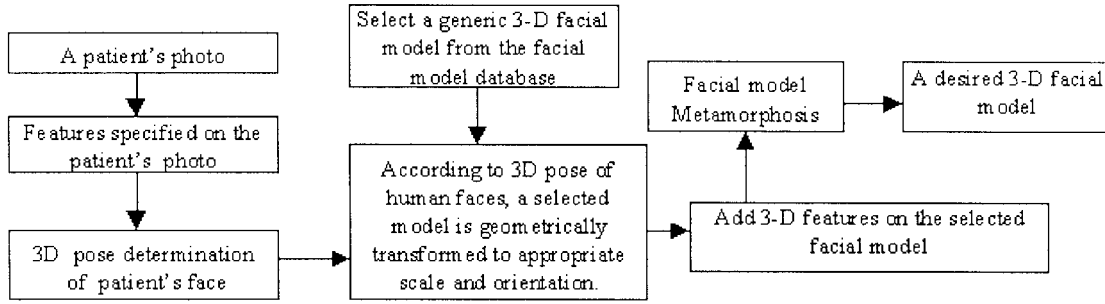 A patient's photo
Features specified on the
patient's photo
3D pose determination
of patient's face
Select a generic 3-D facial
model from the facial
model database
According to 3D pose of
human faces, a selected
model is geometrically
transformed to appropriate
scale and orientation.
Add 3-D features on the selected
facial model
Facial model
Metamorphosis
A desired 3-D facial
model